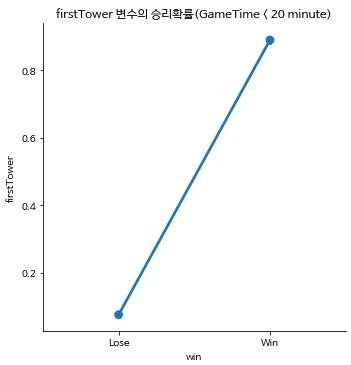 firstTower 변수의 승리확률(GameTime < 20 minute)
0.8
0.6
0.4
0.2
firstTower
Lose
Win
win